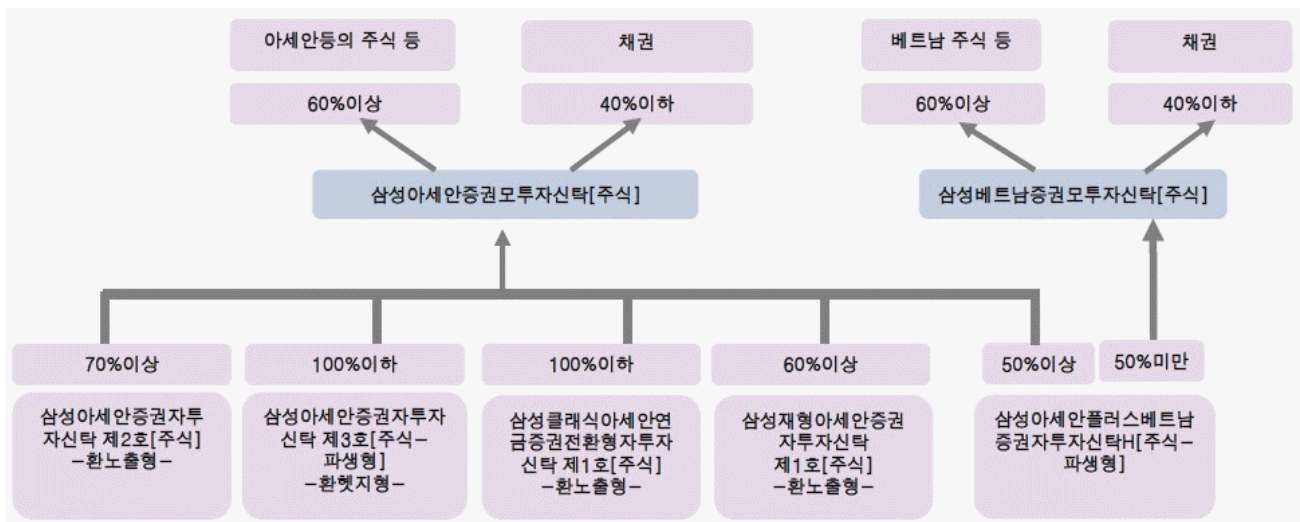 아세안등의 주식 등
채권
베트남 주식 등
채권
60%이상
40%이하
60%이상
40%이하
삼성아세안증권모투자신탁[주식]
삼성베트남증권모투자신탁[주식]
70%이상
100%이하
100%이하
60%이상
50%이상
50%미만
삼성아세안증권자투
자신탁 제2호[주식]
-환노출형-
삼성아세안증권자투자
신탁 제3호[주식-
파생형]
-환헷지형-
삼성클래식아세안연
금증권전환형자투자
신탁 제1호[주식]
-환노출형-
삼성재형아세안증권
자투자신탁
제1호[주식]
-환노출형-
삼성아세안플러스베트남
증권자투자신탁H[주식-
파생형]